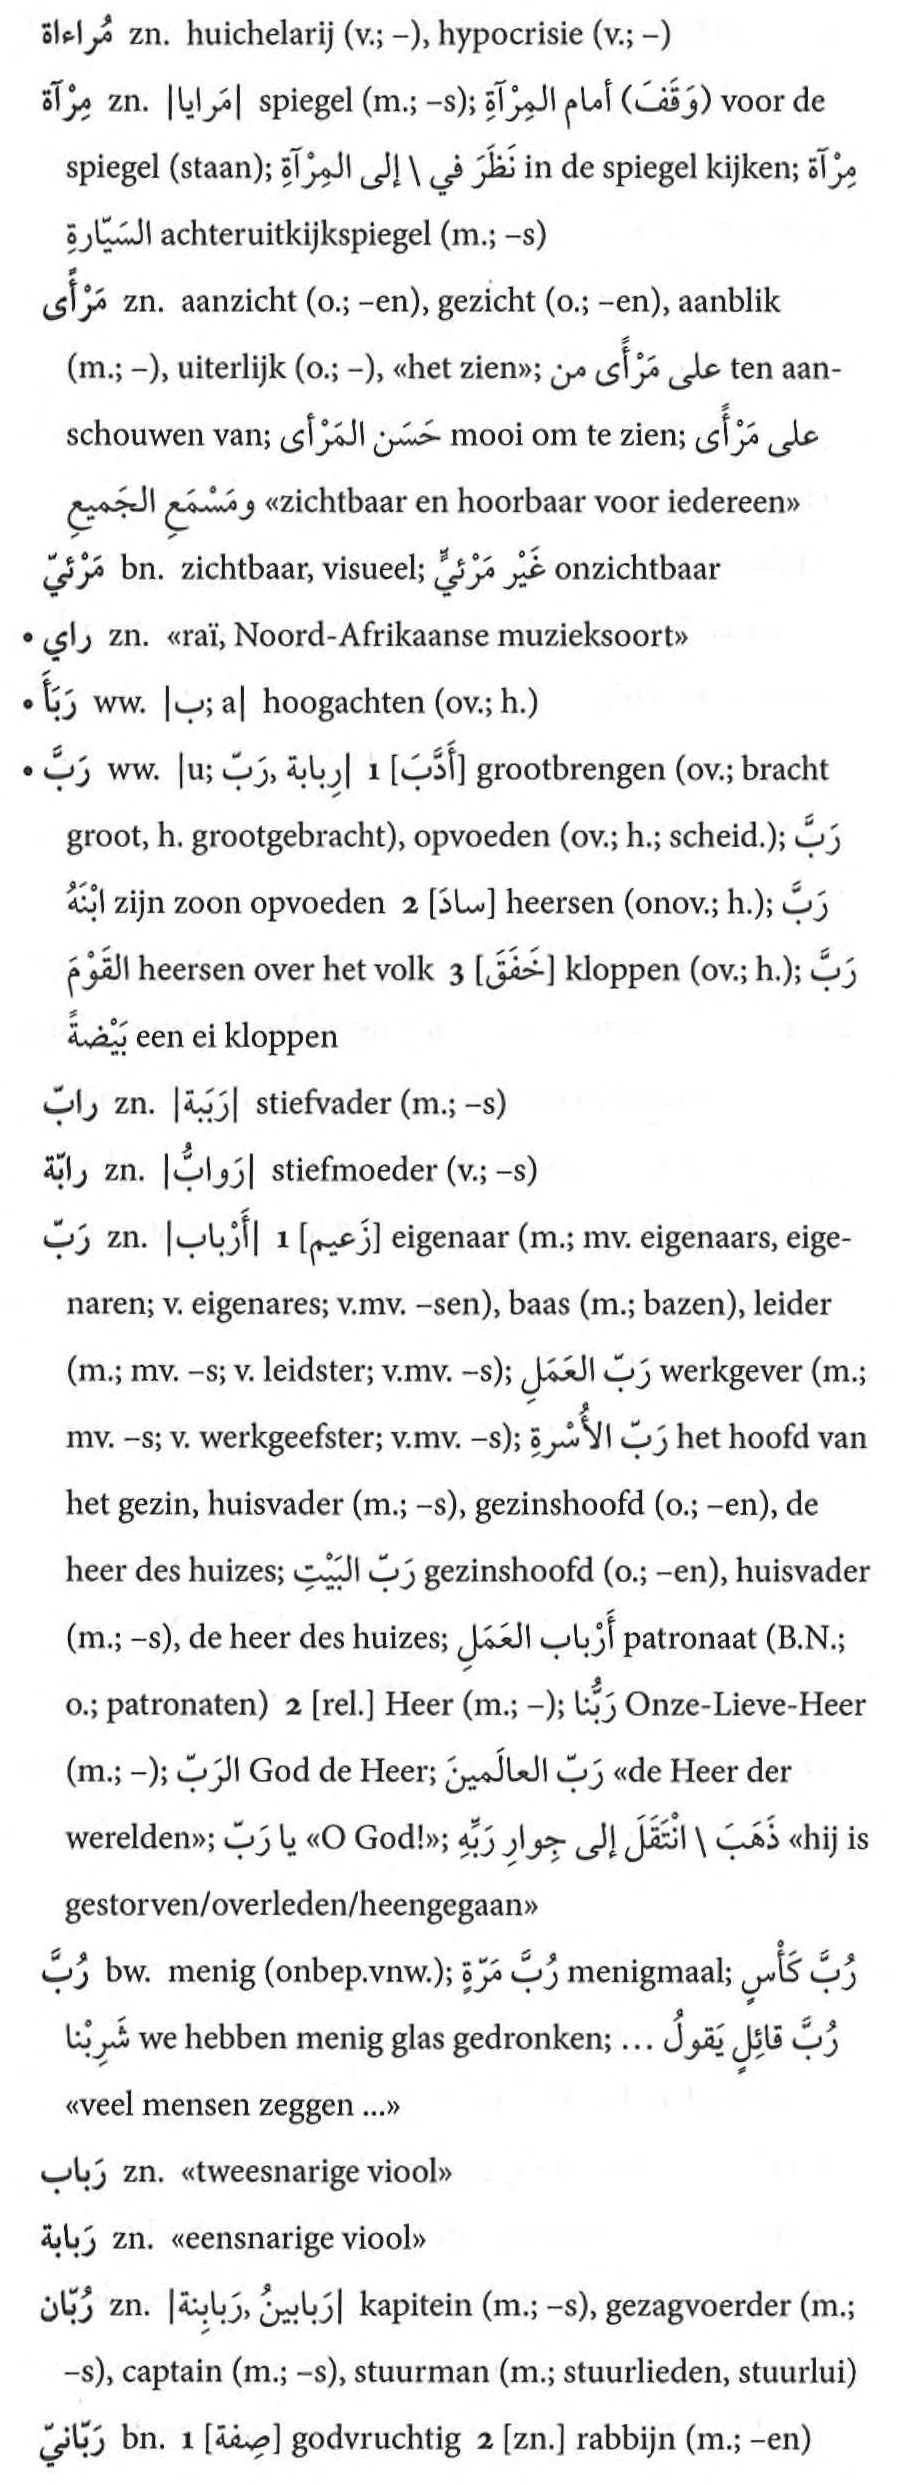 مُراءاة zn. huichelarij (v.; –), hypocrisie (v.; –)
مِرْآة zn. |مَرايا| spiegel (m.; –s); (وَقَفَ) أمام المِرْآةِ voor de
spiegel (staan); نَظَرَ في \ إلى المِرْآةِ in de spiegel kijken; مِرْآة
السَيّارةِ achteruitkijkspiegel (m.; –s)
مَرْأًى zn. aanzicht (o.; –en), gezicht (o.; –en), aanblik
(m.; –), uiterlijk (o.; –), «het zien»; على مَرْأًى من ten aan-
schouwen van; حَسَن المَرْأى mooi om te zien; على مَرْأًى
ومَسْمَعِ الجَميعِ «zichtbaar en hoorbaar voor iedereen»
مَرْئيّ bn. zichtbaar, visueel; غَيْر مَرْئيٍّ onzichtbaar
• راي zn. «raï, Noord-Afrikaanse muzieksoort»
• رَبَأَ ww. |a; ب| hoogachten (ov.; h.)
• رَبَّ ww. |u; رَبّ, رِبابة| 1 [أَدَّبَ] grootbrengen (ov.; bracht
groot, h. grootgebracht), opvoeden (ov.; h.; scheid.); رَبَّ
ابْنَهُ zijn zoon opvoeden 2 [سادَ] heersen (onov.; h.); رَبَّ
القَوْمَ heersen over het volk 3 [خَفَقَ] kloppen (ov.; h.); رَبَّ
بَيْضةً een ei kloppen
رابّ zn. |رَبَبة| stiefvader (m.; –s)
رابّة zn. |رَوابُّ| stiefmoeder (v.; –s)
رَبّ zn. |أَرْباب| 1 [زَعيم] eigenaar (m.; mv. eigenaars, eige-
naren; v. eigenares; v.mv. –sen), baas (m.; bazen), leider
(m.; mv. –s; v. leidster; v.mv. –s); رَبّ العَمَلِ werkgever (m.;
mv. –s; v. werkgeefster; v.mv. –s); رَبّ الأُسْرةِ het hoofd van
het gezin, huisvader (m.; –s), gezinshoofd (o.; –en), de
heer des huizes; رَبّ البَيْتِ gezinshoofd (o.; –en), huisvader
(m.; –s), de heer des huizes; أَرْباب العَمَلِ patronaat (B.N.;
o.; patronaten) 2 [rel.] Heer (m.; –); رَبُّنا Onze-Lieve-Heer
(m.; –); الرَبّ God de Heer; رَبّ العالَمينَ «de Heer der
werelden»; يا رَبّ «O God!»; ذَهَبَ \ انْتَقَلَ إلى جِوارِ رَبِّهِ «hij is
gestorven/overleden/heengegaan»
رُبَّ bw. menig (onbep.vnw.); رُبَّ مَرّةٍ menigmaal; رُبَّ كَأْسٍ
شَرِبْنا we hebben menig glas gedronken; رُبَّ قائِلٍ يَقولُ ...
«veel mensen zeggen ...»
رَباب zn. «tweesnarige viool»
رَبابة zn. «eensnarige viool»
رُبّان zn. |رَبابينُ, رَبابِنة| kapitein (m.; –s), gezagvoerder (m.;
–s), captain (m.; –s), stuurman (m.; stuurlieden, stuurlui)
رَبّانيّ bn. 1 [صِفة] godvruchtig 2 [zn.] rabbijn (m.; –en)